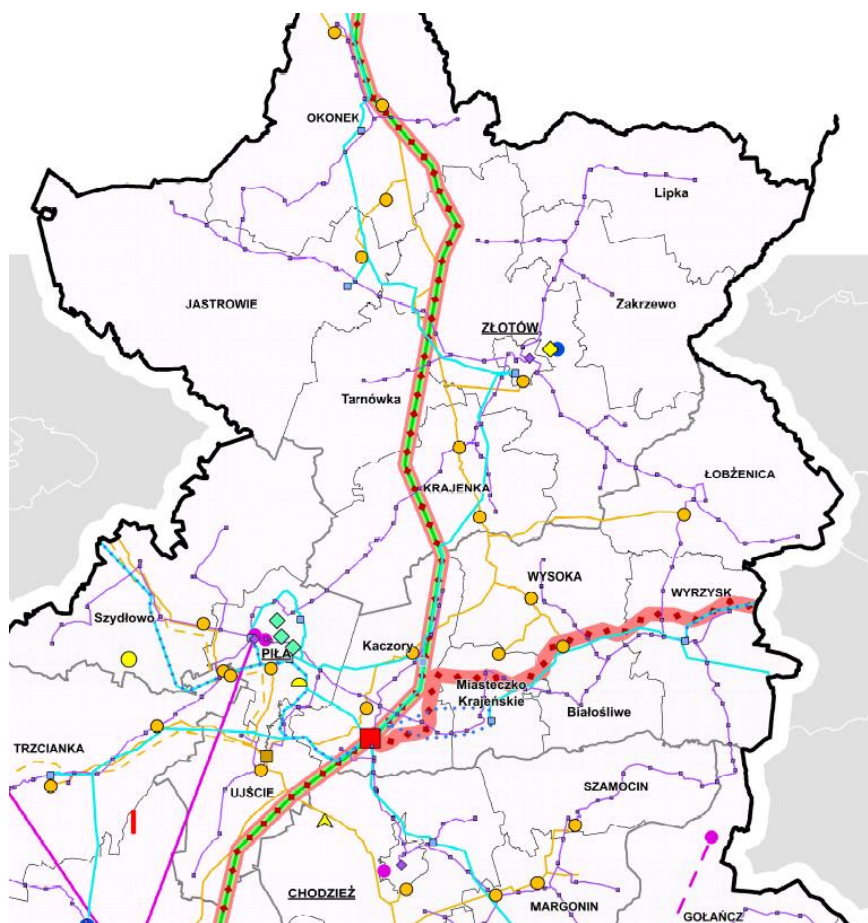 OKONEK
Lipka
JASTROWIE
Zakrzewo
ZŁOTÓW
Tarnówka
ŁOBŻENICA
KRAJENKA
WYSOKA
WYRZYSK
Szydłowo
Kaczory
PIŁA
Miasteczko
Krajeńskie
Białośliwe
TRZCIANKA
UJŚCIE
SZAMOCIN
CHODZIEŻ
MARGONIN
GOŁAŃCZ